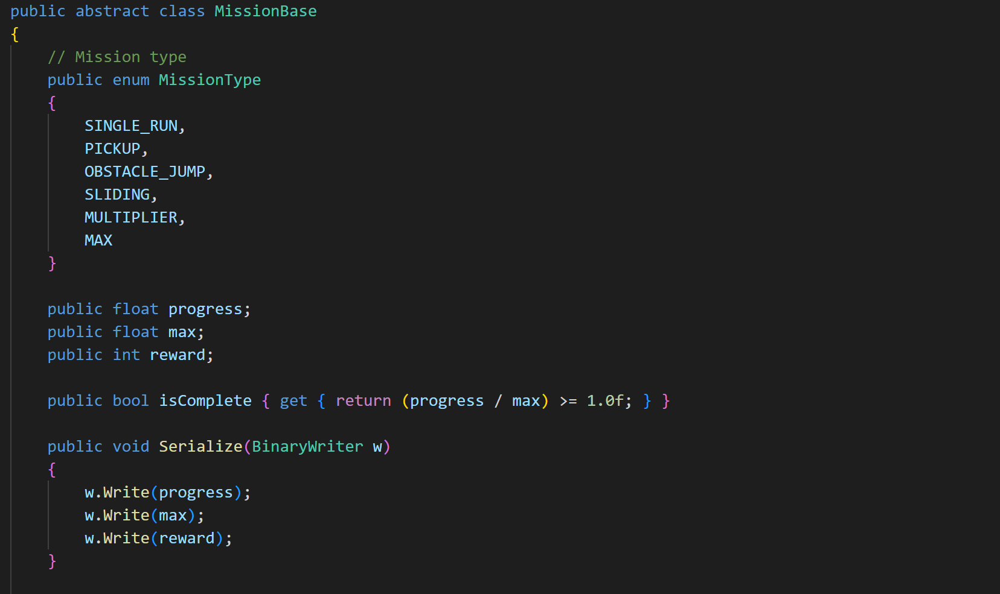 public abstract class MissionBase
{
    // Mission type
    public enum MissionType
    {
        SINGLE_RUN,
        PICKUP,
        OBSTACLE_JUMP,
        SLIDING,
        MULTIPLIER,
        MAX
    }

    public float progress;
    public float max;
    public int reward;

    public bool isComplete { get { return (progress / max) >= 1.0f; } }

    public void Serialize(BinaryWriter w)
    {
        w.Write(progress);
        w.Write(max);
        w.Write(reward);
    }